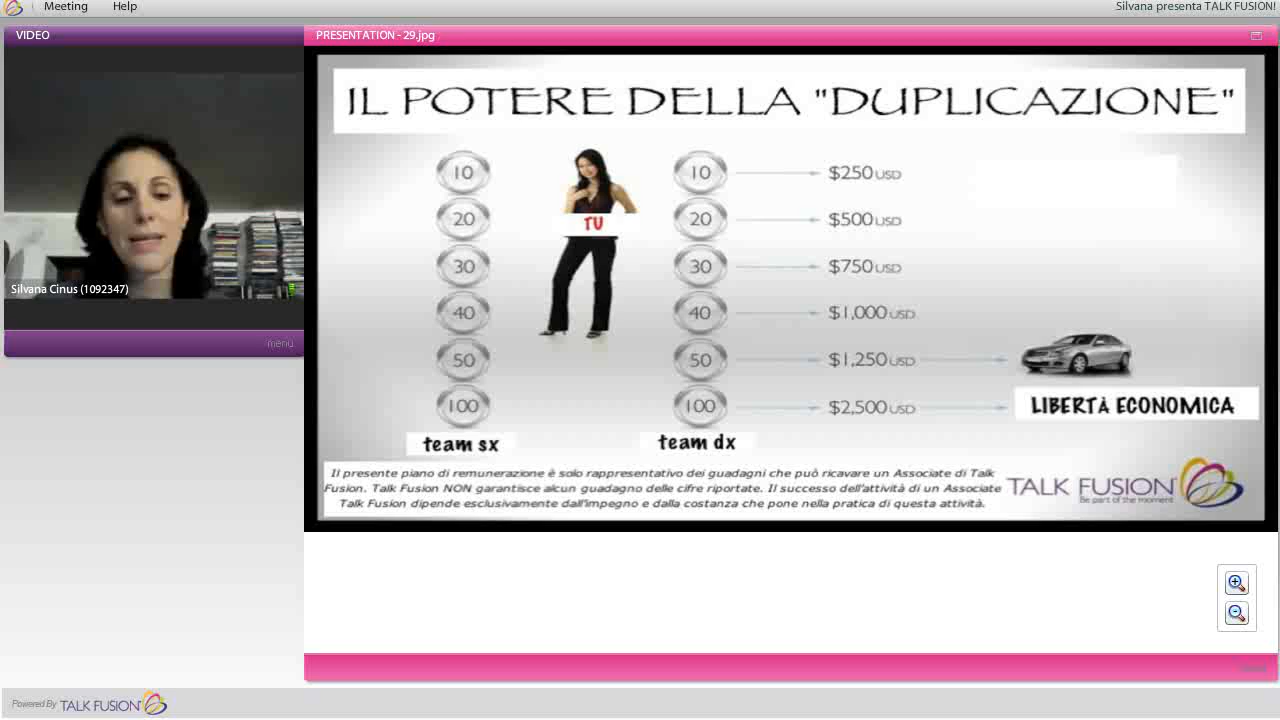 Meeting Help Silvana presenta TALK FUSION!
VIDEO
PRESENTATION - 29.jpg
IL POTERE DELLA "DUPLICAZIONE"
10 10 $250 USD
TU
20 20 $500 USD
30 30 $750 USD
40 40 $1,000 USD
50 50 $1,250 USD
100 100 $2,500 USD LIBERTÀ ECONOMICA
team sx team dx
Il presente piano di remunerazione è solo rappresentativo dei guadagni che può ricavare un Associate di Talk
Fusion. Talk Fusion NON garantisce alcun guadagno delle cifre riportate. Il successo dell'attività di un Associate
Talk Fusion dipende esclusivamente dall'impegno e dalla costanza che pone nella pratica di questa attività.
TALK FUSION
Be part of the moment
Silvana Cinus (1092347)
menu
Powered By TALK FUSION